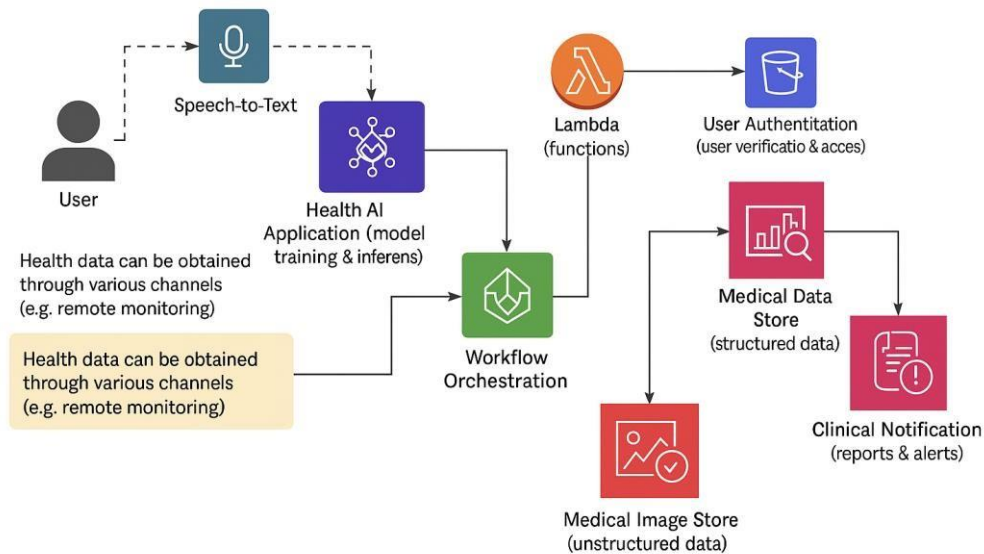 Speech-to-Text
User
Health AI
Application (model
training & inferens)
Health data can be obtained
through various channels
(e.g. remote monitoring)
Health data can be obtained
through various channels
(e.g. remote monitoring)
Workflow
Orchestration
Lambda
(functions)
User Authentitation
(user verificatio & acces)
Medical Data
Store
(structured data)
Clinical Notification
(reports & alerts)
Medical Image Store
(unstructured data)